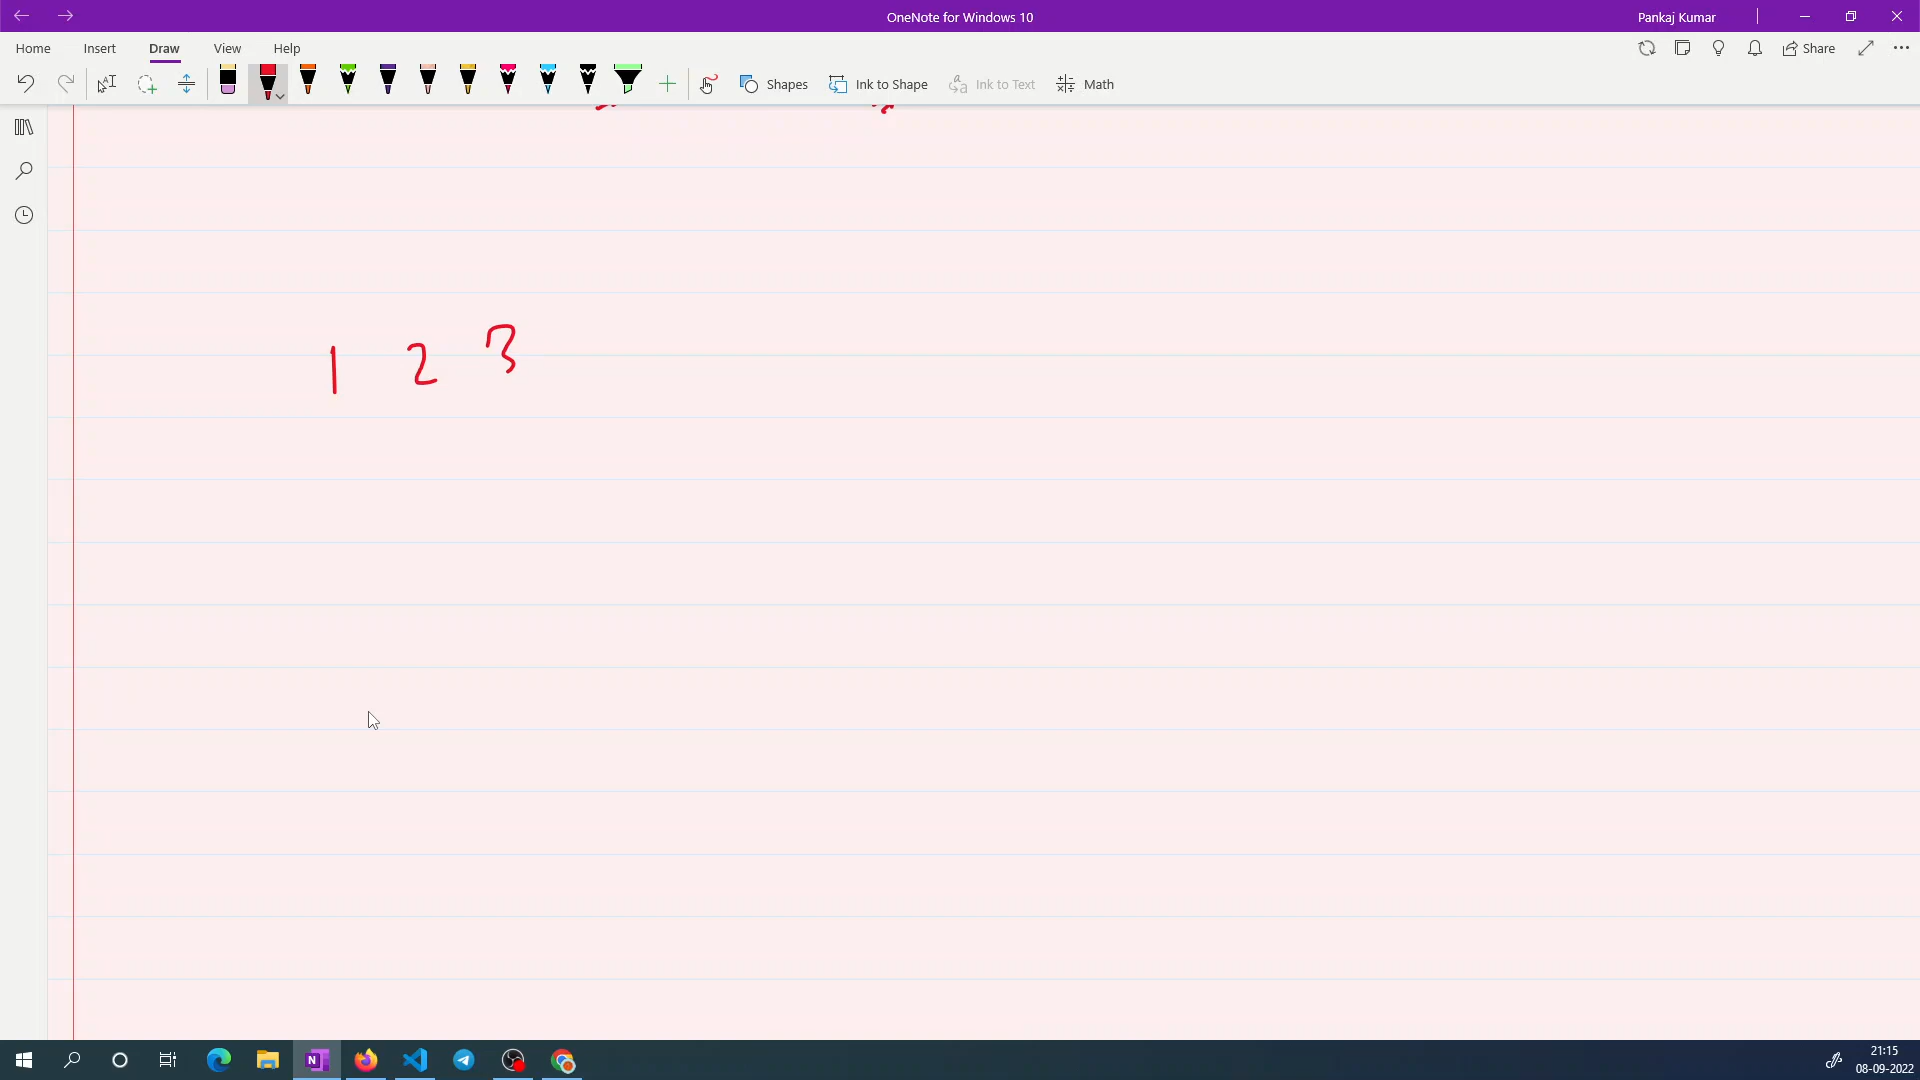 OneNote for Windows 10
Pankaj Kumar
Home Insert Draw View Help
Share
Shapes Ink to Shape Ink to Text Math
1 2 3
21:15
08-09-2022